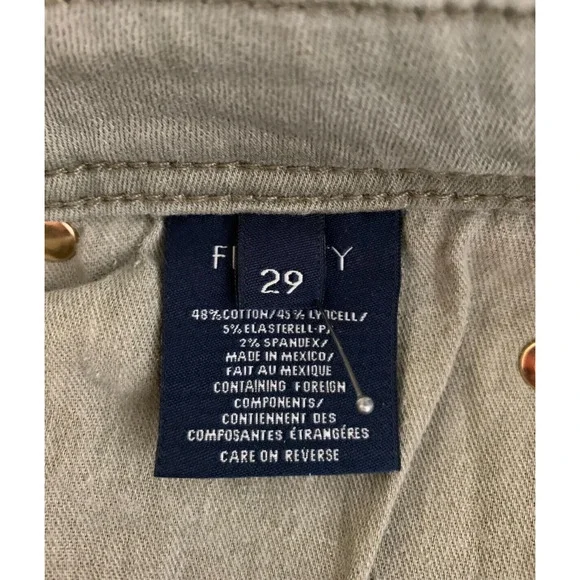 29
48% COTTON/45% LYOCELL/
5% ELASTERELL-P/
2% SPANDEX/
MADE IN MEXICO/
FAIT AU MEXIQUE
CONTAINING FOREIGN
COMPONENTS/
CONTIENNENT DES
COMPOSANTES ÉTRANGÉRES
CARE ON REVERSE